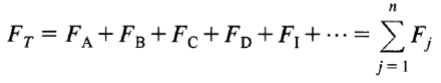 F_T = F_A + F_B + F_C + F_D + F_I + ⋯ = ∑_{j=1}^{n} F_j